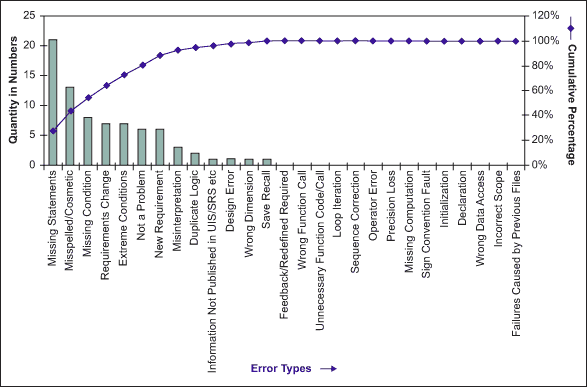 25
20
15
10
5
0
Quantity in Numbers
120%
100%
80%
60%
40%
20%
0%
Cumulative Percentage
Missing Statements
Misspelled/Cosmetic
Missing Condition
Requirements Change
Extreme Conditions
Not a Problem
New Requirement
Misinterpretation
Duplicate Logic
Information Not Published in UIS/SRS etc
Design Error
Wrong Dimension
Save Recall
Feedback/Redefined Required
Wrong Function Call
Unnecessary Function Code/Call
Loop Iteration
Sequence Correction
Operator Error
Precision Loss
Missing Computation
Sign Convention Fault
Initialization
Declaration
Wrong Data Access
Incorrect Scope
Failures Caused by Previous Files
Error Types